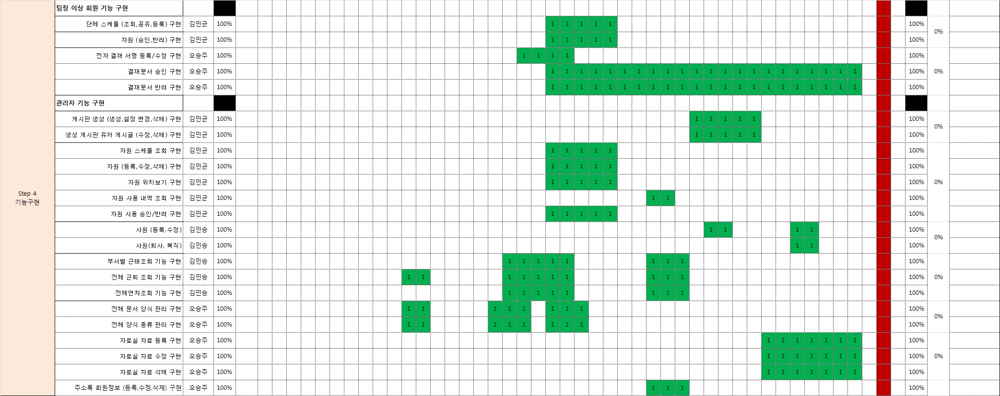 팀장 이상 회원 기능 구현
단체 스케줄 (조회,공유,등록) 구현 김민균 100% 1 1 1 1 1 100%
0%
자원 (승인,반려) 구현 김민균 100% 1 1 1 1 1 100%
전자 결재 서명 등록/수정 구현 오승주 100% 1 1 1 1 100%
결재문서 승인 구현 오승주 100% 1 1 1 1 1 1 1 1 1 1 1 1 1 1 1 1 1 1 1 1 1 1 100% 0%
결재문서 반려 구현 오승주 100% 1 1 1 1 1 1 1 1 1 1 1 1 1 1 1 1 1 1 1 1 1 1 100%
관리자 기능 구현
게시판 생성 (생성,설정 변경,삭제) 구현 김민균 100% 1 1 1 1 1 100%
0%
생성 게시판 유저 게시글 (수정,삭제) 구현 김민균 100% 1 1 1 1 1 100%
자원 스케줄 조회 구현 김민균 100% 1 1 1 1 1 100%
자원 (등록,수정,삭제) 구현 김민균 100% 1 1 1 1 1 100%
자원 위치보기 구현 김민균 100% 1 1 1 1 1 100% 0%
Step 4
기능구현
자원 사용 내역 조회 구현 김민균 100% 1 1 100%
자원 사용 승인/반려 구현 김민균 100% 1 1 1 1 1 100%
사원 (등록,수정) 김민승 100% 1 1 1 1 100%
0%
사원(퇴사, 복직) 김민승 100% 1 1 100%
부서별 근태조회 기능 구현 김민승 100% 1 1 1 1 1 1 1 1 100%
전체 근퇴 조회 기능 구현 김민승 100% 1 1 1 1 1 1 1 1 1 1 100% 0%
전체연차조회 기능 구현 김민승 100% 1 1 1 1 1 1 1 1 100%
전체 문서 양식 관리 구현 오승주 100% 1 1 1 1 1 1 1 1 100%
0%
전체 양식 종류 관리 구현 오승주 100% 1 1 1 1 1 1 1 1 100%
자료실 자료 등록 구현 오승주 100% 1 1 1 1 1 1 1 100%
자료실 자료 수정 구현 오승주 100% 1 1 1 1 1 1 1 100% 0%
자료실 자료 삭제 구현 오승주 100% 1 1 1 1 1 1 1 100%
주소록 회원정보 (등록,수정,삭제) 구현 오승주 100% 1 1 1 100%